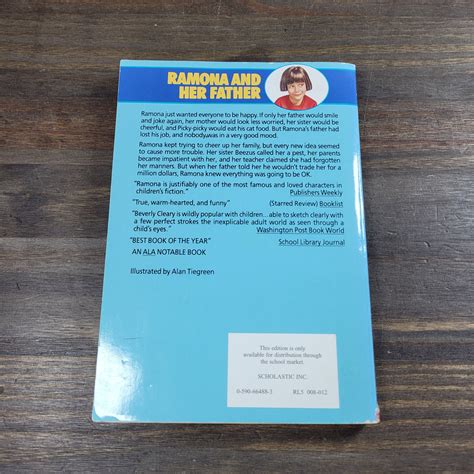 RAMONA AND
HER FATHER
Ramona just wanted everyone to be happy. If only her father would smile
and joke again, her mother would look less worried, her sister would be
cheerful, and Picky-picky would eat his cat food. But Ramona's father had
lost his job, and nobody was in a very good mood.
Ramona kept trying to cheer up her family, but every new idea seemed
to cause more trouble. Her sister Beezus called her a pest, her parents
became impatient with her, and her teacher claimed she had forgotten
her manners. But when her father told her he wouldn't trade her for a
million dollars, Ramona knew everything was going to be OK.
"Ramona is justifiably one of the most famous and loved characters in
children's fiction." Publishers Weekly
"True, warm-hearted, and funny" (Starred Review) Booklist
"Beverly Cleary is wildly popular with children...able to sketch clearly with
a few perfect strokes the inexplicable adult world as seen through a
child's eyes." Washington Post Book World
"BEST BOOK OF THE YEAR" School Library Journal
AN ALA NOTABLE BOOK
Illustrated by Alan Tiegreen
This edition is only
available for distribution through
the school market.
SCHOLASTIC INC.
0-590-66488-3 RL5 008-012